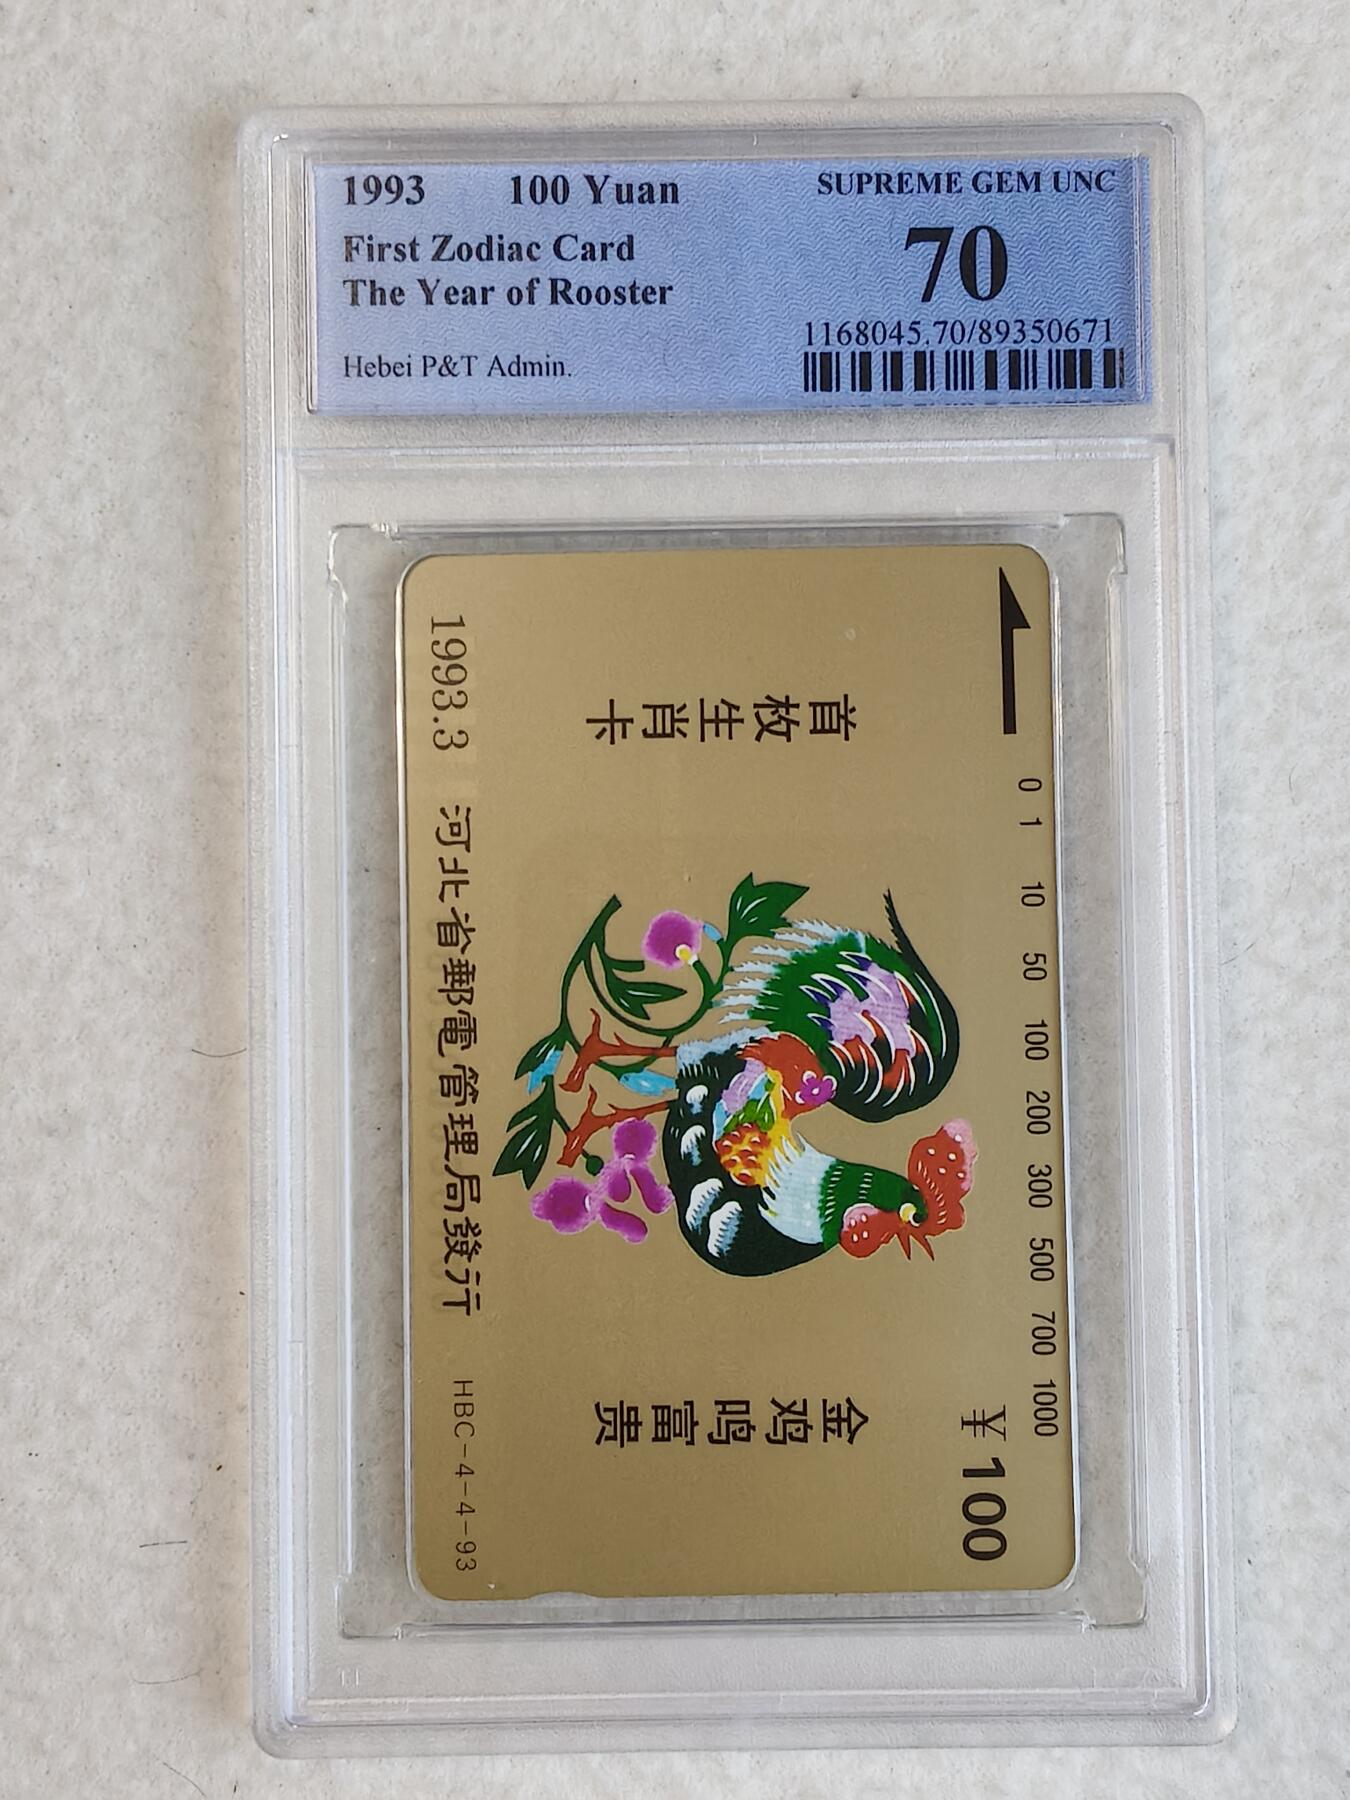 1993 100 Yuan
First Zodiac Card
The Year of Rooster
Hebei P&T Admin.
SUPREME GEM UNC
70
1168045.70/89350671
0 1 10 50 100 200 300 500 700 1000
¥100
首枚生肖卡
金鸡鸣富贵
1993.3 河北省郵電管理局發行 HBC-4-4-93